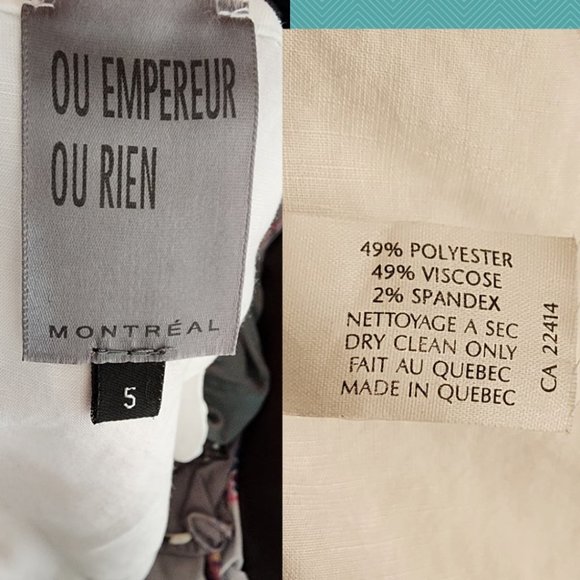 OU EMPEREUR
OU RIEN
MONTRÉAL
5
49% POLYESTER
49% VISCOSE
2% SPANDEX
NETTOYAGE A SEC
DRY CLEAN ONLY
FAIT AU QUEBEC
MADE IN QUEBEC
CA 22414